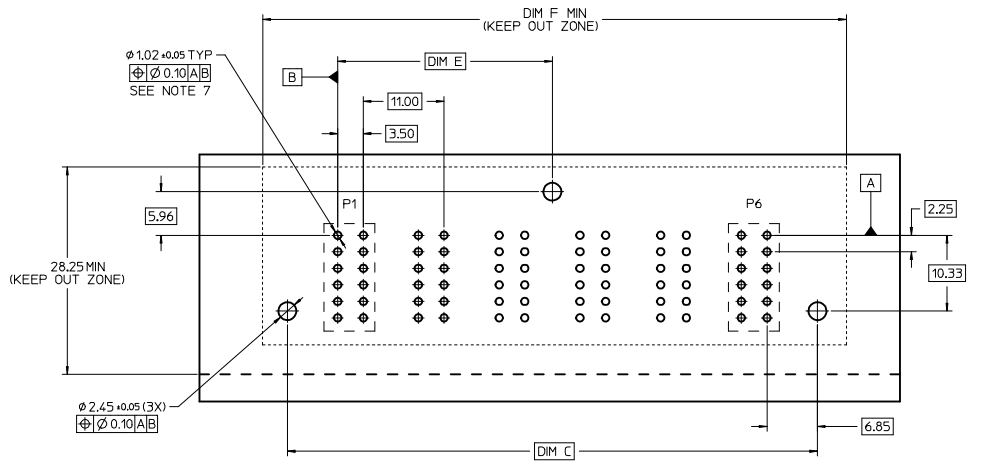 DIM F MIN
(KEEP OUT ZONE)
Ø1.02 ±0.05 TYP
⌖ Ø 0.10 A B
SEE NOTE 7
B
DIM E
11.00
3.50
A
P1
P6
2.25
5.96
10.33
28.25 MIN
(KEEP OUT ZONE)
Ø2.45 ±0.05 (3X)
⌖ Ø 0.10 A B
6.85
DIM C